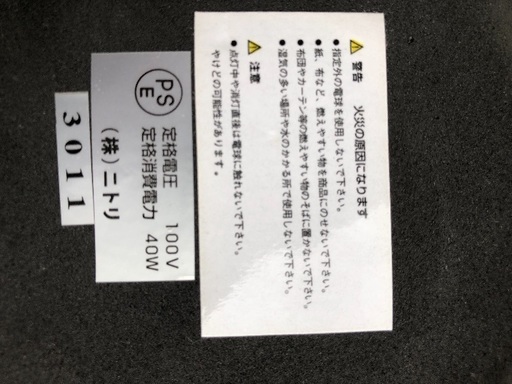 ⚠ 警告 火災の原因になります
● 指定外の電球を使用しないで下さい。
● 紙、布など、燃えやすい物を商品にのせないで下さい。
● 布団やカーテン等の燃えやすい物のそばに置かないで下さい。
● 湿気の多い場所や水のかかる所で使用しないで下さい。
⚠ 注意
● 点灯中や消灯直後は電球に触れないで下さい。
やけどの可能性があります。
PS
E
定格電圧 100V
定格消費電力 40W
(株)ニトリ
3011